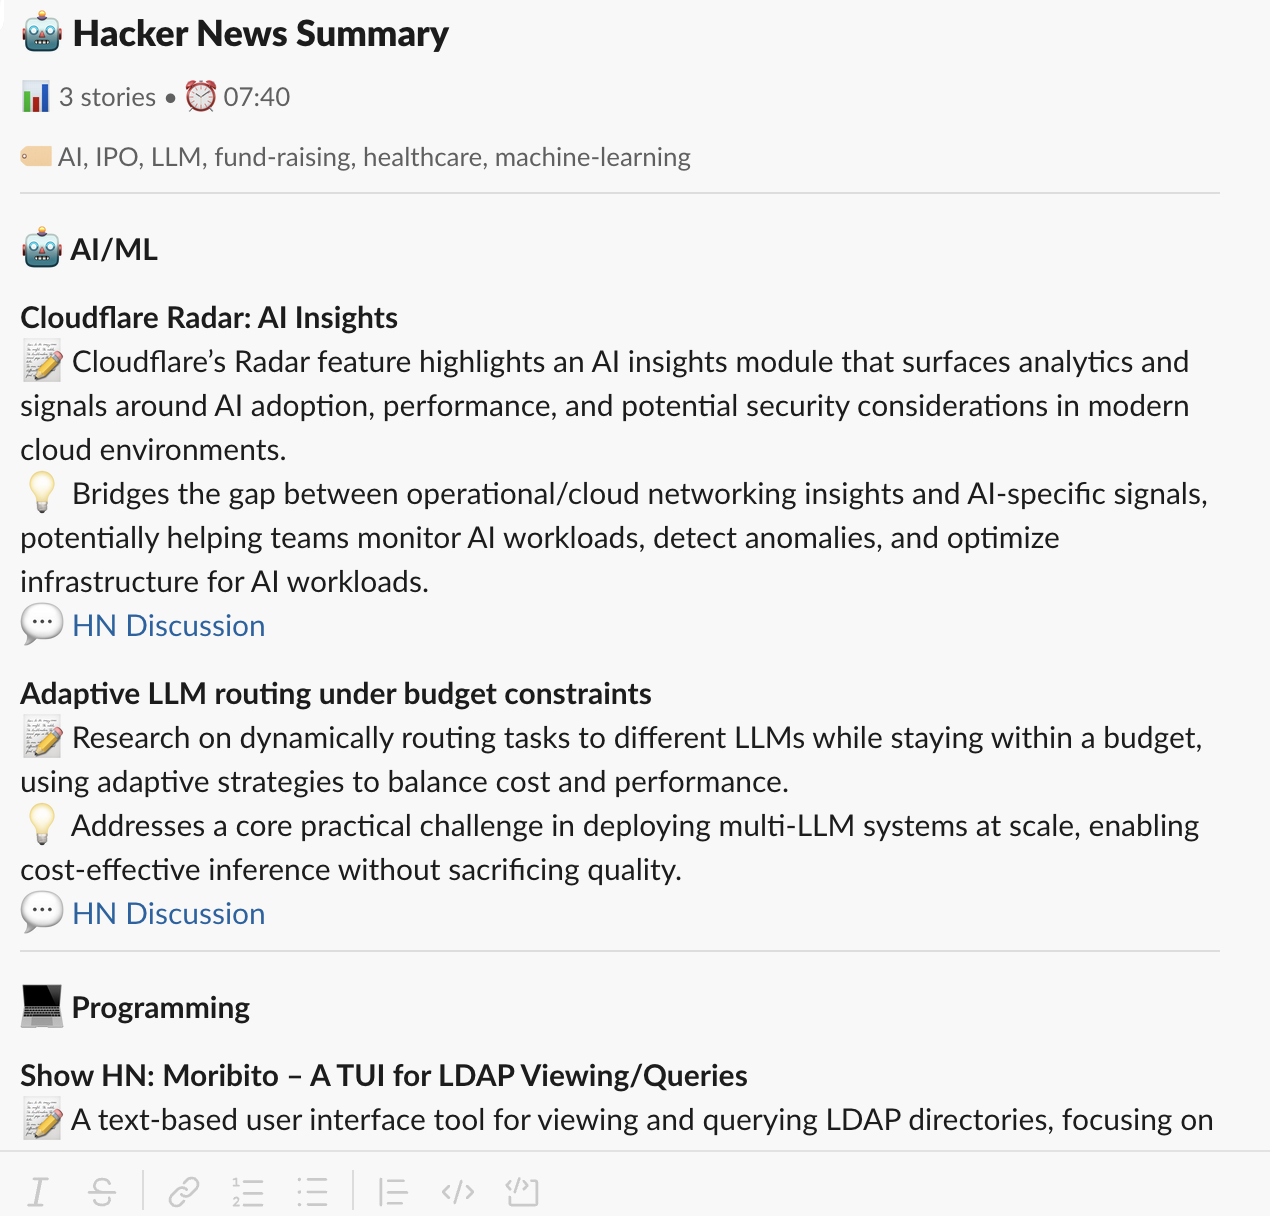 Hacker News Summary
3 stories • 07:40
AI, IPO, LLM, fund-raising, healthcare, machine-learning
AI/ML
Cloudflare Radar: AI Insights
Cloudflare’s Radar feature highlights an AI insights module that surfaces analytics and
signals around AI adoption, performance, and potential security considerations in modern
cloud environments.
Bridges the gap between operational/cloud networking insights and AI-specific signals,
potentially helping teams monitor AI workloads, detect anomalies, and optimize
infrastructure for AI workloads.
HN Discussion
Adaptive LLM routing under budget constraints
Research on dynamically routing tasks to different LLMs while staying within a budget,
using adaptive strategies to balance cost and performance.
Addresses a core practical challenge in deploying multi-LLM systems at scale, enabling
cost-effective inference without sacrificing quality.
HN Discussion
Programming
Show HN: Moribito – A TUI for LDAP Viewing/Queries
A text-based user interface tool for viewing and querying LDAP directories, focusing on